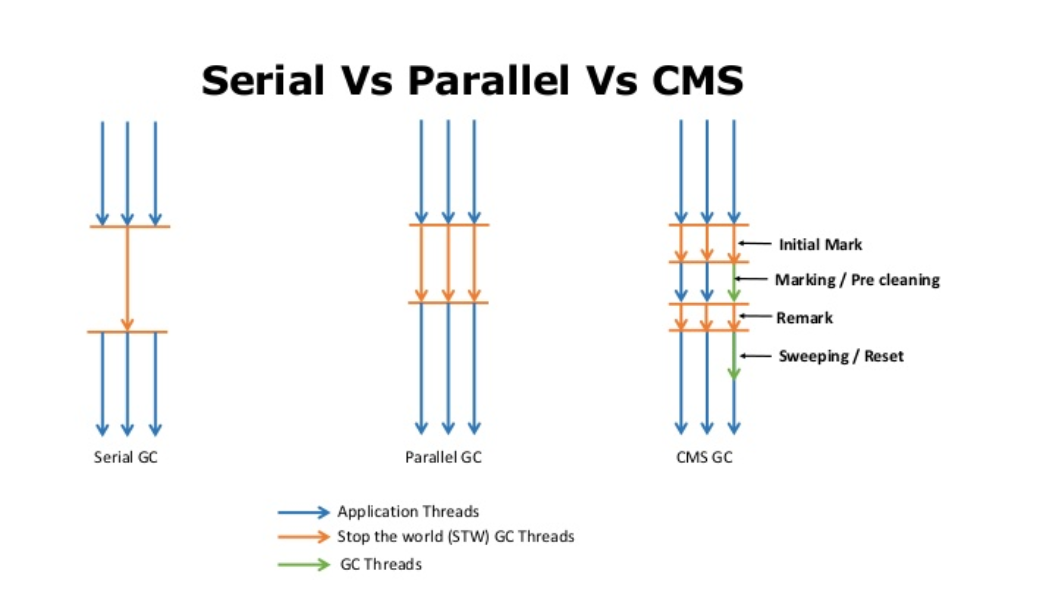 Serial Vs Parallel Vs CMS
Initial Mark
Marking / Pre cleaning
Remark
Sweeping / Reset
Serial GC
Parallel GC
CMS GC
Application Threads
Stop the world (STW) GC Threads
GC Threads